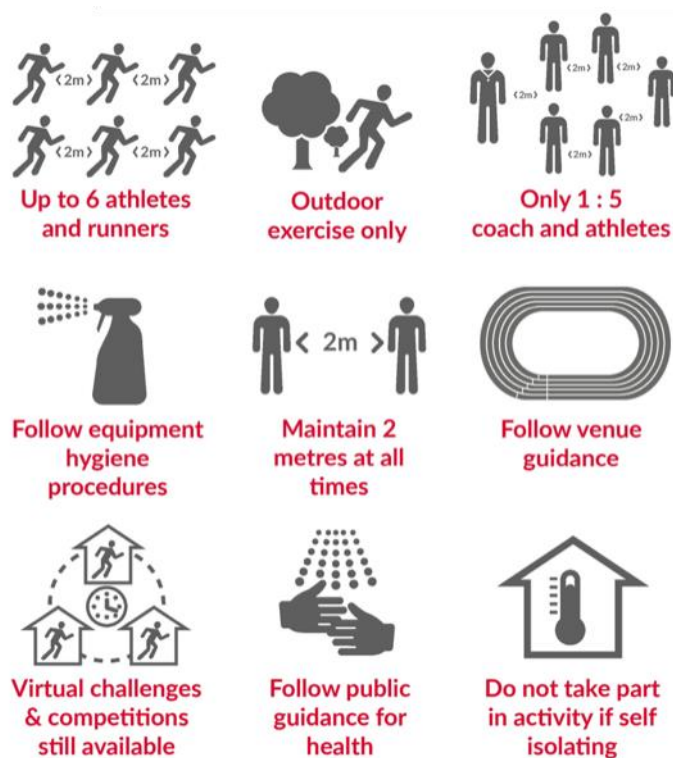 <2m> <2m>
<2m> <2m>
Up to 6 athletes
and runners
Outdoor
exercise only
<2m>
<2m> <2m>
<2m>
Only 1 : 5
coach and athletes
Follow equipment
hygiene
procedures
< 2m >
Maintain 2
metres at all
times
Follow venue
guidance
Virtual challenges
& competitions
still available
Follow public
guidance for
health
Do not take part
in activity if self
isolating